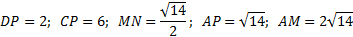 DP = 2; CP = 6; MN = √14/2; AP = √14; AM = 2√14